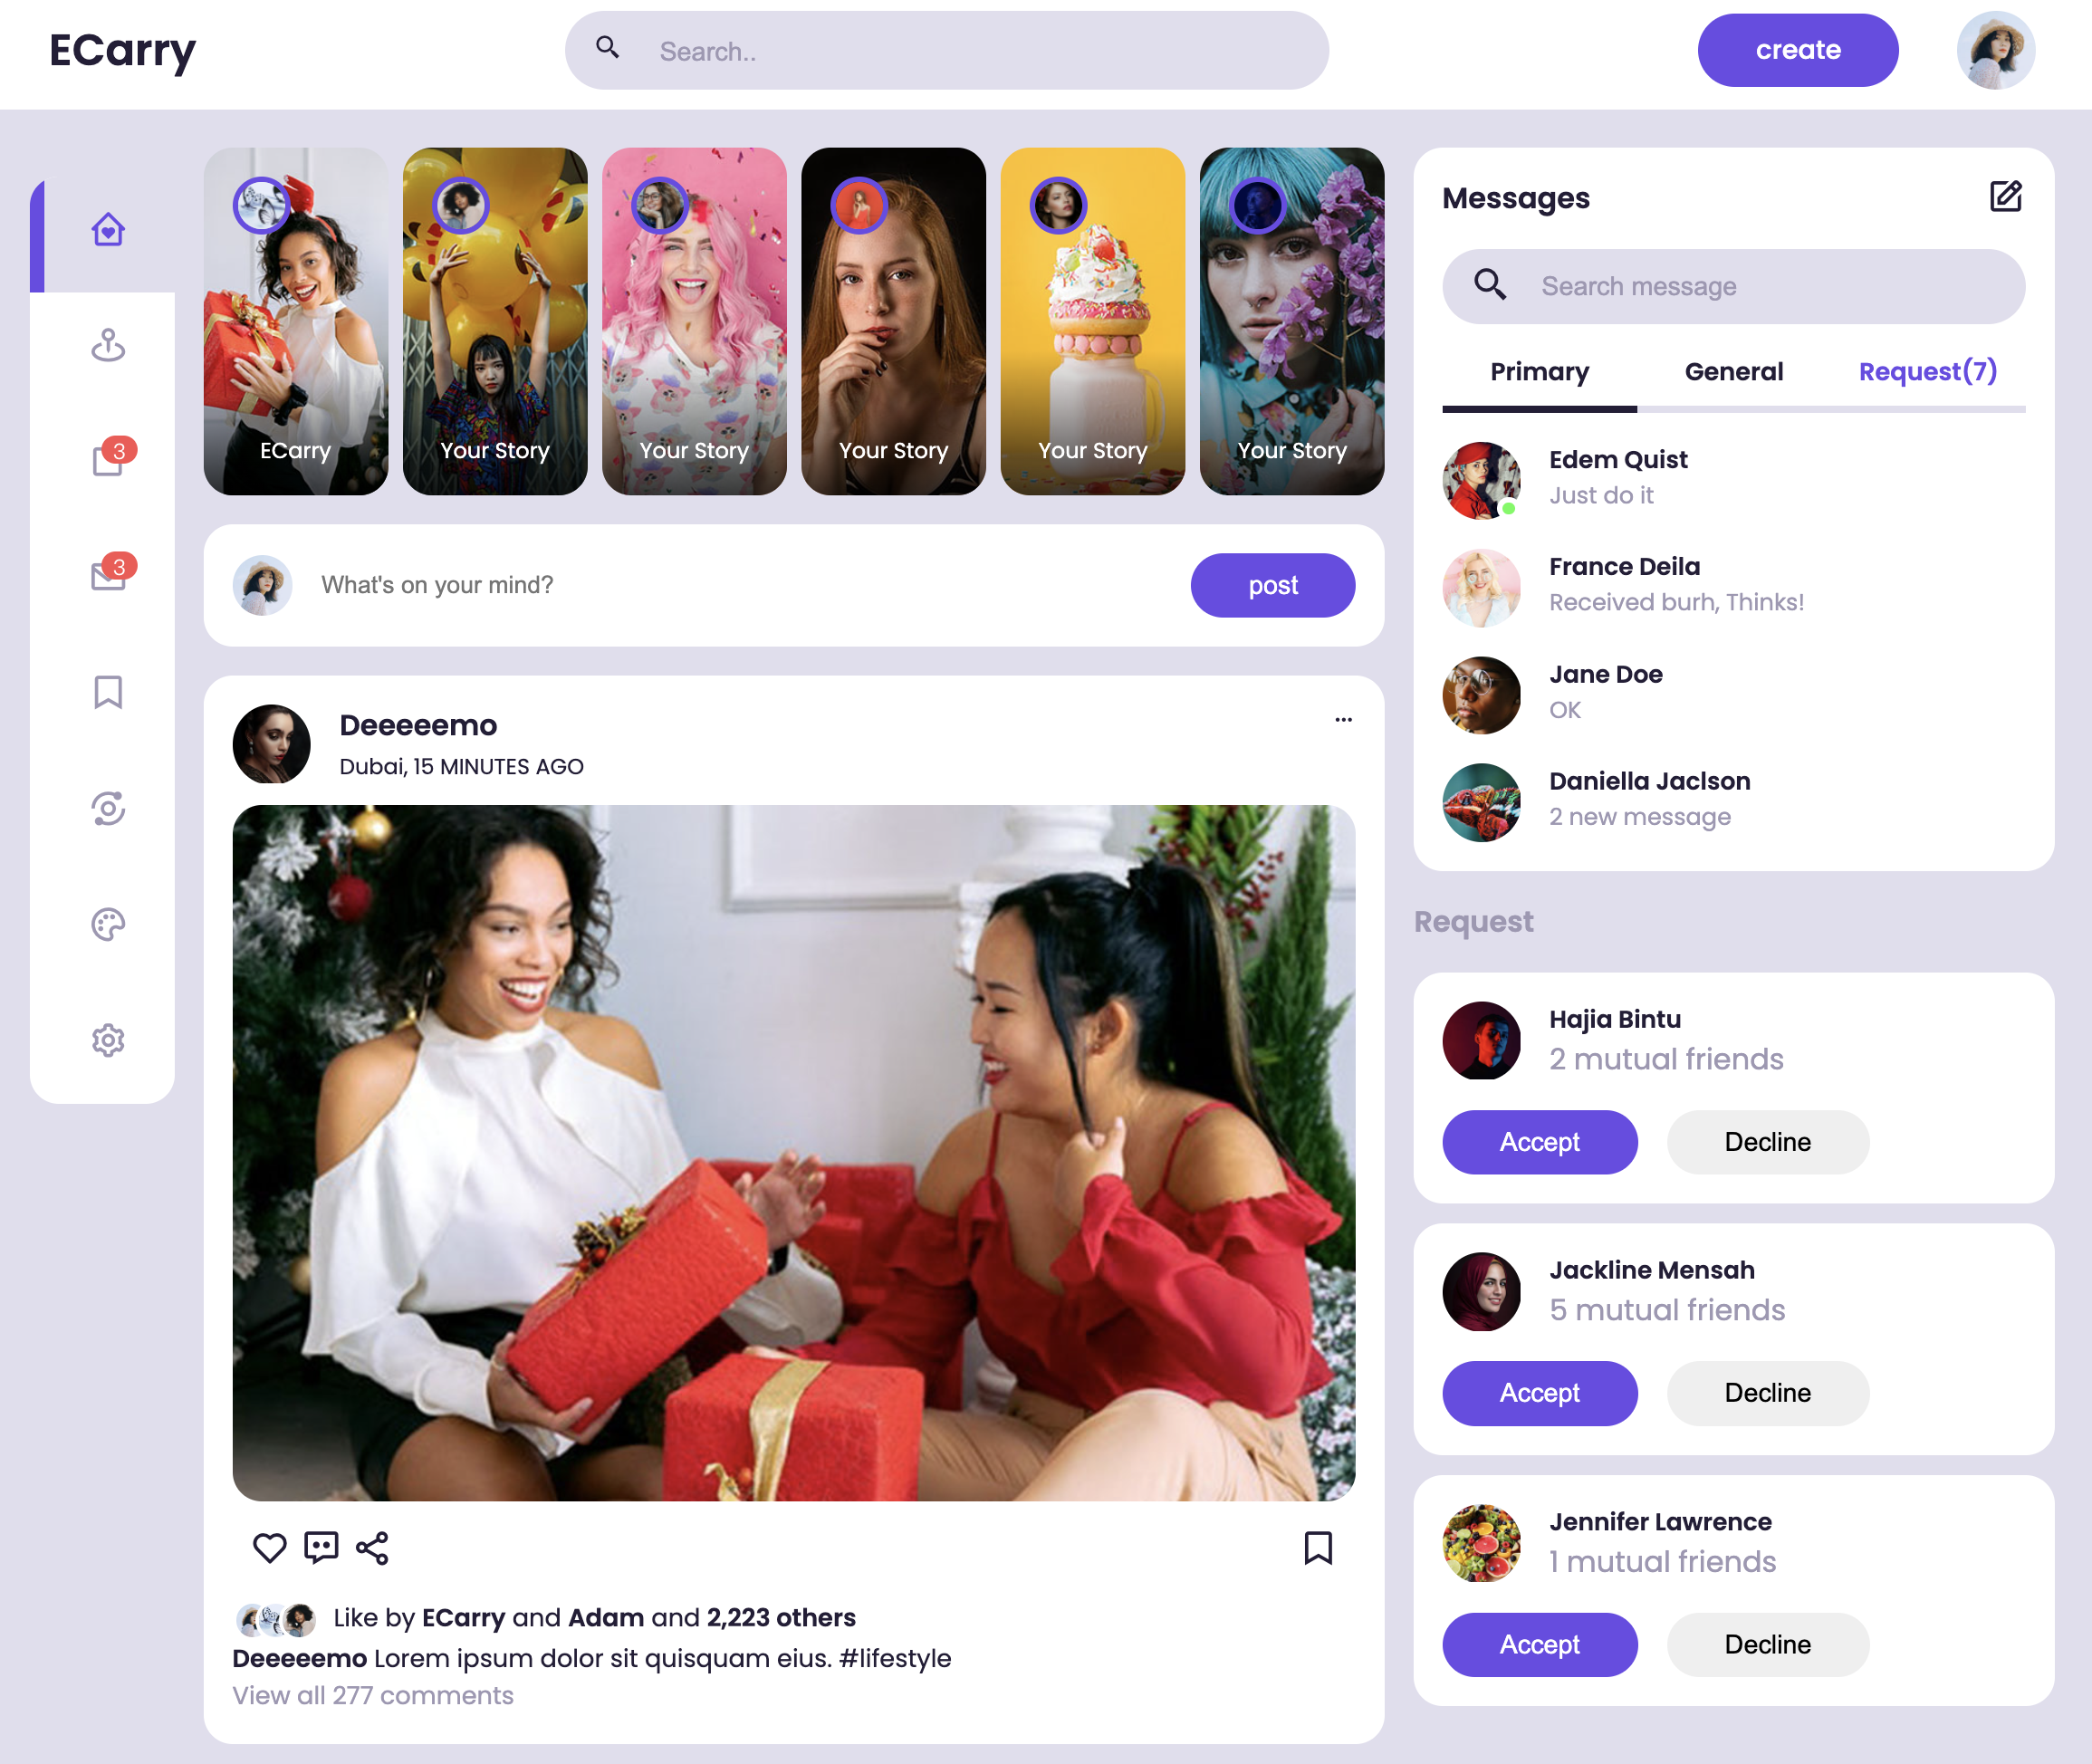 ECarry
Search..
create
3
3
ECarry
Your Story
Your Story
Your Story
Your Story
Your Story
What's on your mind?
post
Deeeeemo
...
Dubai, 15 MINUTES AGO
Like by ECarry and Adam and 2,223 others
Deeeeemo Lorem ipsum dolor sit quisquam eius. #lifestyle
View all 277 comments
Messages
Search message
Primary
General
Request(7)
Edem Quist
Just do it
France Deila
Received burh, Thinks!
Jane Doe
OK
Daniella Jaclson
2 new message
Request
Hajia Bintu
2 mutual friends
Accept
Decline
Jackline Mensah
5 mutual friends
Accept
Decline
Jennifer Lawrence
1 mutual friends
Accept
Decline